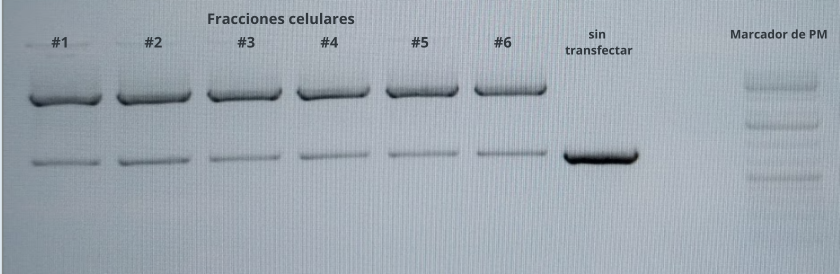 Fracciones celulares
#1 #2 #3 #4 #5 #6
sin
transfectar
Marcador de PM